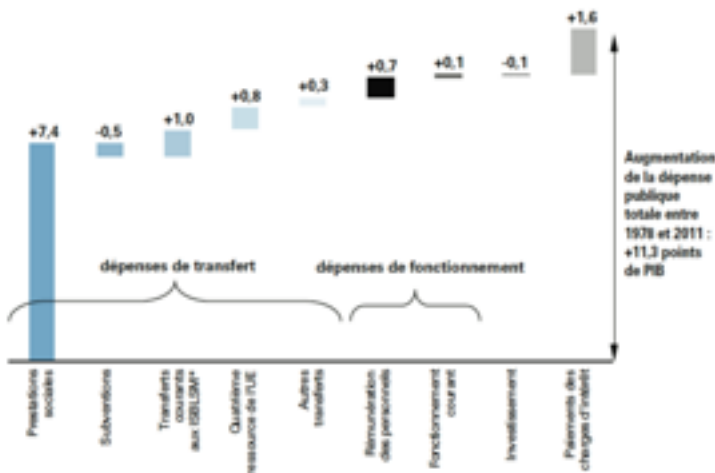 +7,4
-0,5
+1,0
+0,8
+0,3
+0,7
+0,1
-0,1
+1,6
Augmentation
de la dépense
publique
totale entre
1978 et 2011 :
+11,3 points
de PIB
dépenses de transfert
dépenses de fonctionnement
Prestations
sociales
Subventions
Transferts
courants
aux ISBLSM*
Quatrième
ressource de l'UE
Autres
transferts
Rémunération
des personnels
Fonctionnement
courant
Investissement
Paiements des
charges d'intérêt